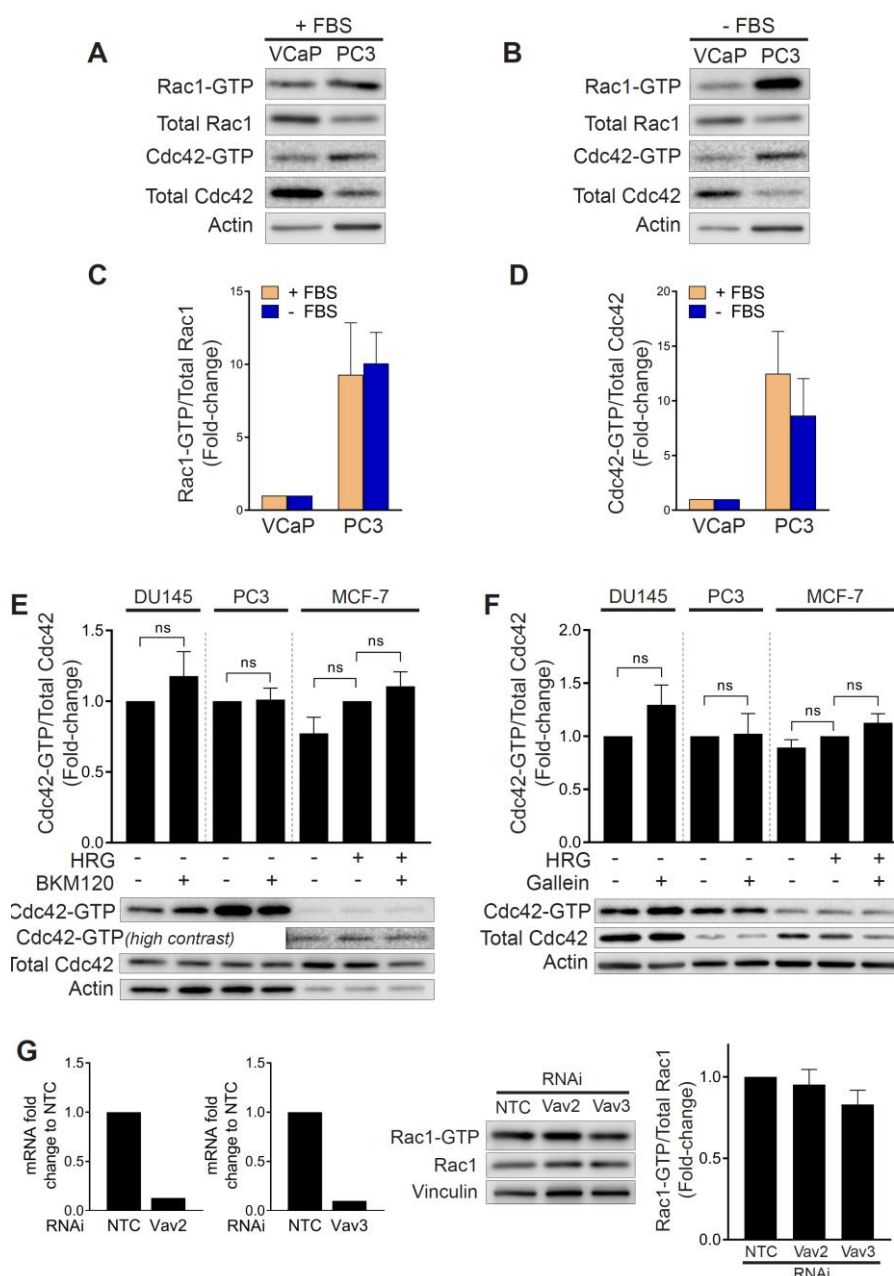 A
+ FBS
VCaP PC3
Rac1-GTP
Total Rac1
Cdc42-GTP
Total Cdc42
Actin
B
- FBS
VCaP PC3
Rac1-GTP
Total Rac1
Cdc42-GTP
Total Cdc42
Actin
C
Rac1-GTP/Total Rac1
(Fold-change)
15
10
5
0
+ FBS
- FBS
VCaP PC3
D
Cdc42-GTP/Total Cdc42
(Fold-change)
20
15
10
5
0
+ FBS
- FBS
VCaP PC3
E
DU145 PC3 MCF-7
Cdc42-GTP/Total Cdc42
(Fold-change)
1.5
1.0
0.5
0.0
ns ns ns ns
HRG - - - - - + +
BKM120 - + - + - - +
Cdc42-GTP
Cdc42-GTP (high contrast)
Total Cdc42
Actin
F
DU145 PC3 MCF-7
Cdc42-GTP/Total Cdc42
(Fold-change)
2.0
1.5
1.0
0.5
0.0
ns ns ns ns
HRG - - - - - + +
Gallein - + - + - - +
Cdc42-GTP
Total Cdc42
Actin
G
mRNA fold
change to NTC
1.5
1.0
0.5
0.0
RNAi NTC Vav2
mRNA fold
change to NTC
1.5
1.0
0.5
0.0
RNAi NTC Vav3
RNAi
NTC Vav2 Vav3
Rac1-GTP
Rac1
Vinculin
Rac1-GTP/Total Rac1
(Fold-change)
1.0
0.5
0.0
NTC Vav2 Vav3
RNAi